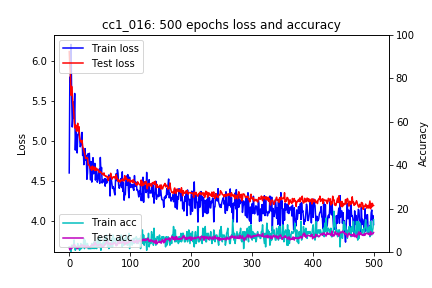 cc1_016: 500 epochs loss and accuracy
Train loss
Test loss
Train acc
Test acc
Loss
6.0
5.5
5.0
4.5
4.0
Accuracy
100
80
60
40
20
0
0
100
200
300
400
500